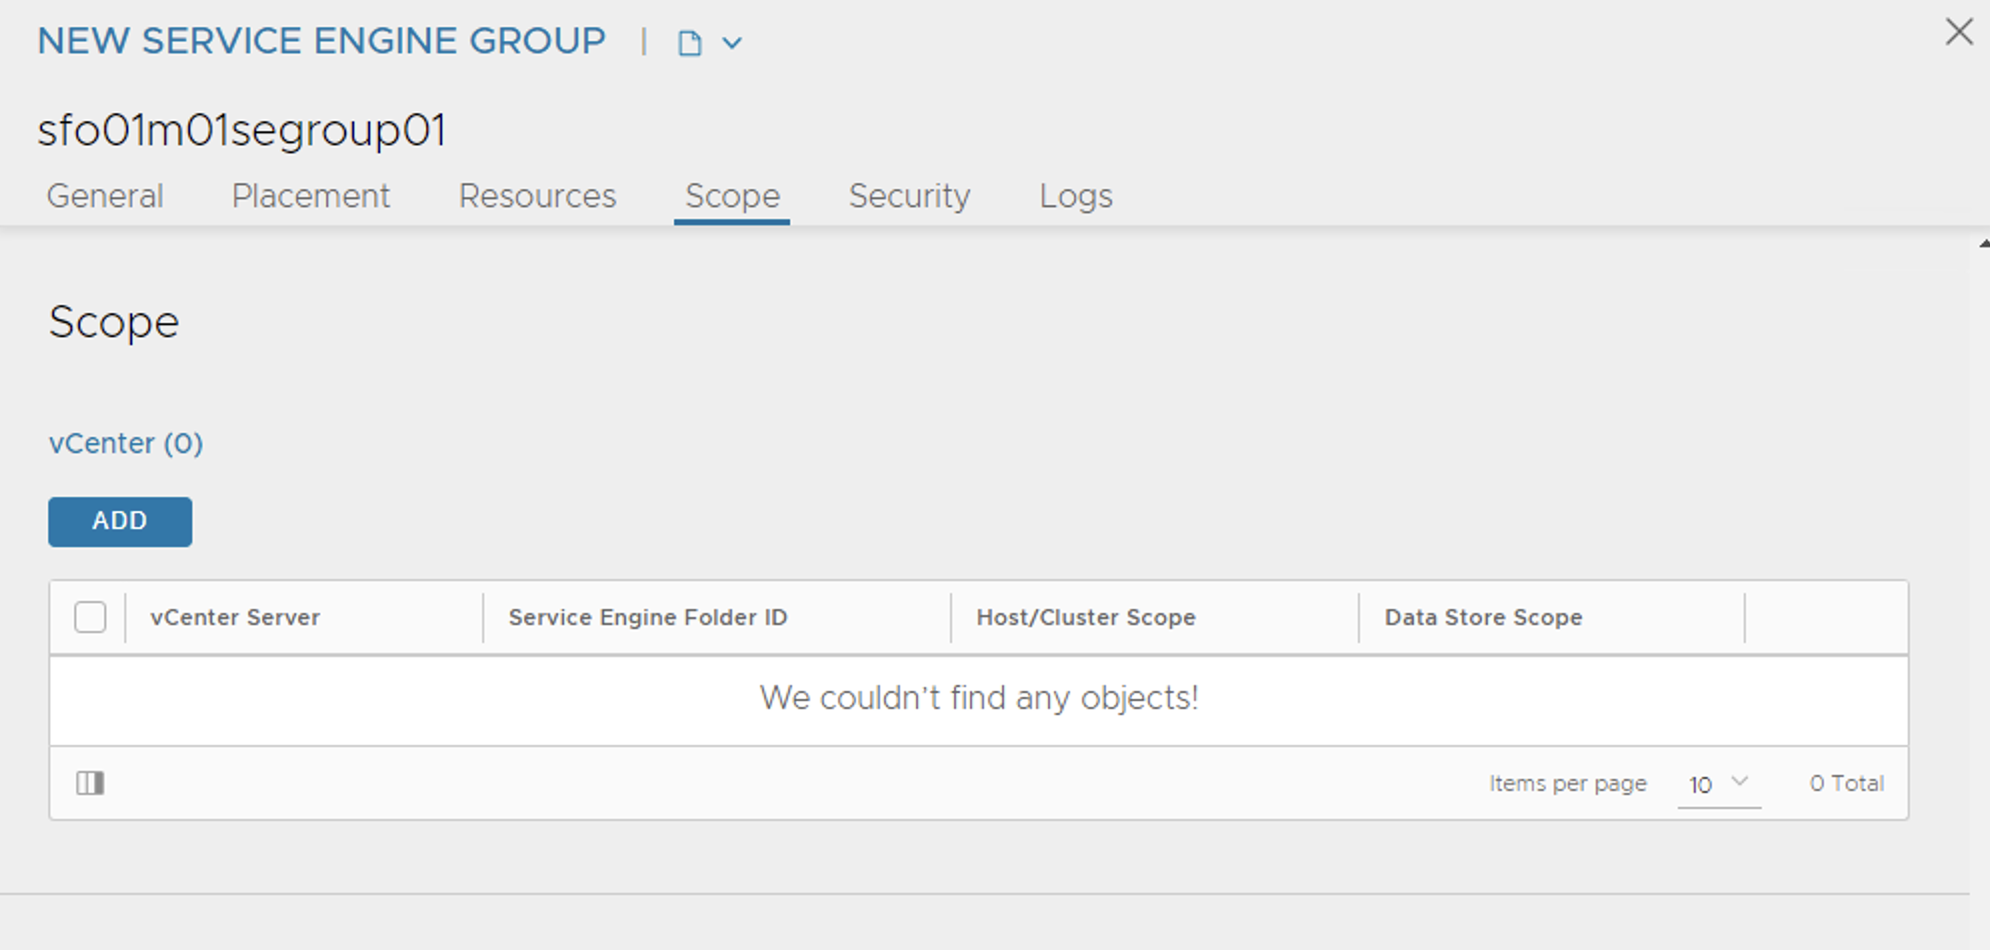 NEW SERVICE ENGINE GROUP |
sfo01m01segroup01
General Placement Resources Scope Security Logs
Scope
vCenter (0)
ADD
vCenter Server Service Engine Folder ID Host/Cluster Scope Data Store Scope
We couldn't find any objects!
Items per page 10 0 Total